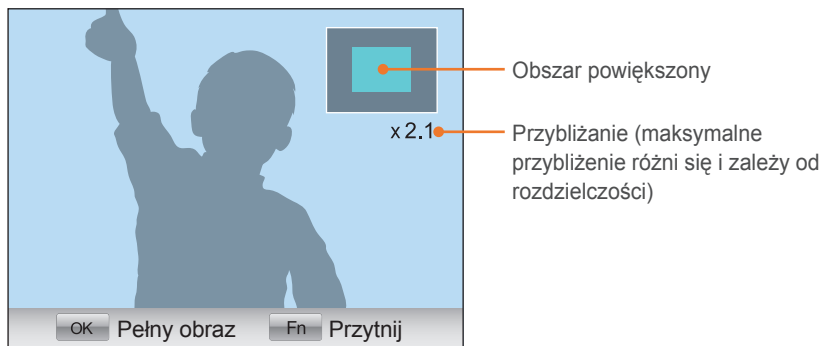 Obszar powiększony
x 2.1
Przybliżanie (maksymalne
przybliżenie różni się i zależy od
rozdzielczości)
OK Pełny obraz Fn Przytnij